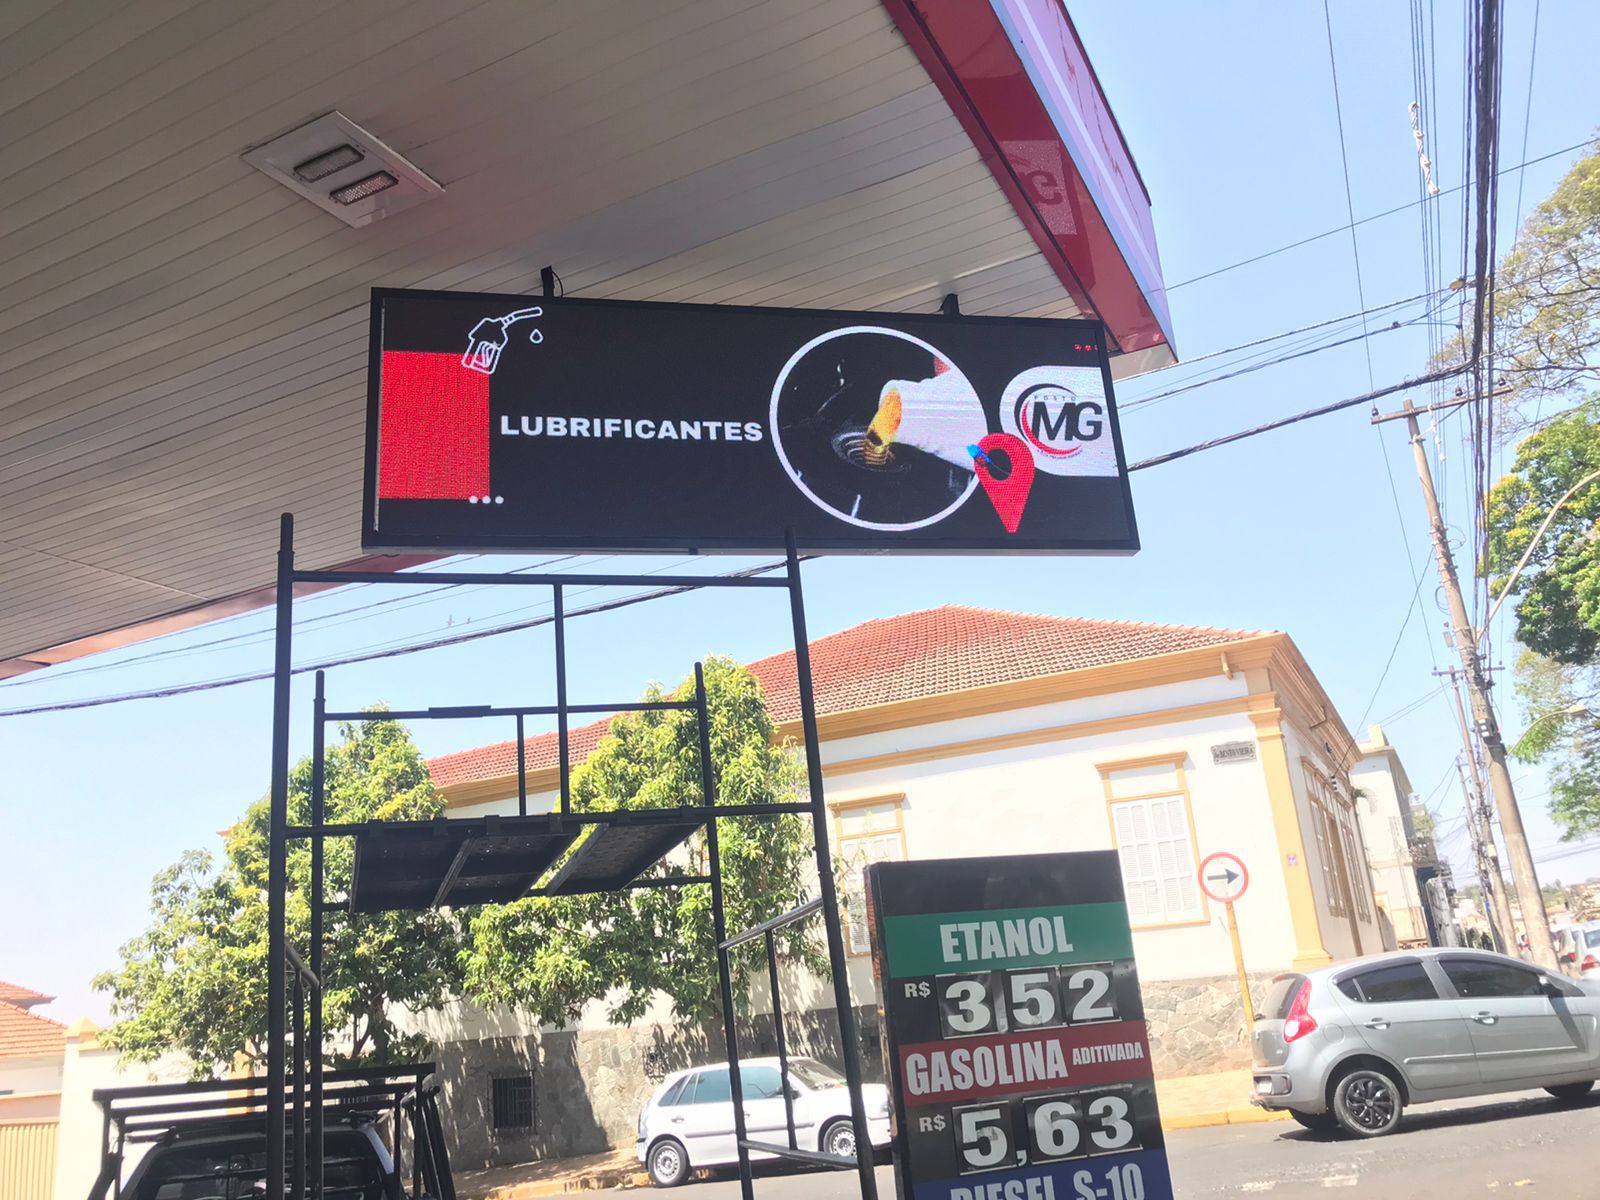 LUBRIFICANTES
POSTO
MG
ETANOL
R$ 3,52
GASOLINA ADITIVADA
R$ 5,63
DIESEL S-10